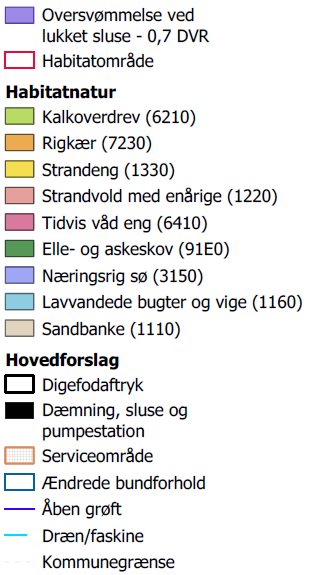 Oversvømmelse ved
lukket sluse - 0,7 DVR
Habitatområde
Habitatnatur
Kalkoverdrev (6210)
Rigkær (7230)
Strandeng (1330)
Strandvold med enårige (1220)
Tidvis våd eng (6410)
Elle- og askeskov (91E0)
Næringsrig sø (3150)
Lavvandede bugter og vige (1160)
Sandbanke (1110)
Hovedforslag
Digefodaftryk
Dæmning, sluse og
pumpestation
Serviceområde
Ændrede bundforhold
Åben grøft
Dræn/faskine
Kommunegrænse